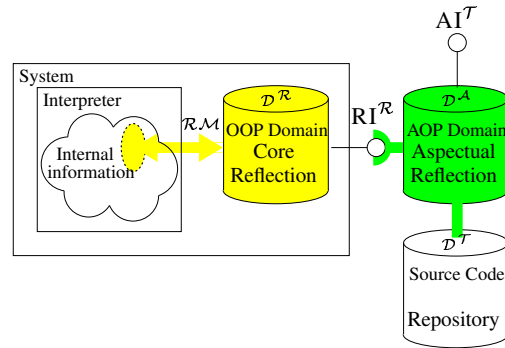 AI^𝒯
System
Interpreter
Internal
information
ℛℳ
𝒟^ℛ
OOP Domain
Core
Reflection
RI^ℛ
𝒟^𝒜
AOP Domain
Aspectual
Reflection
𝒟^𝒯
Source Code
Repository